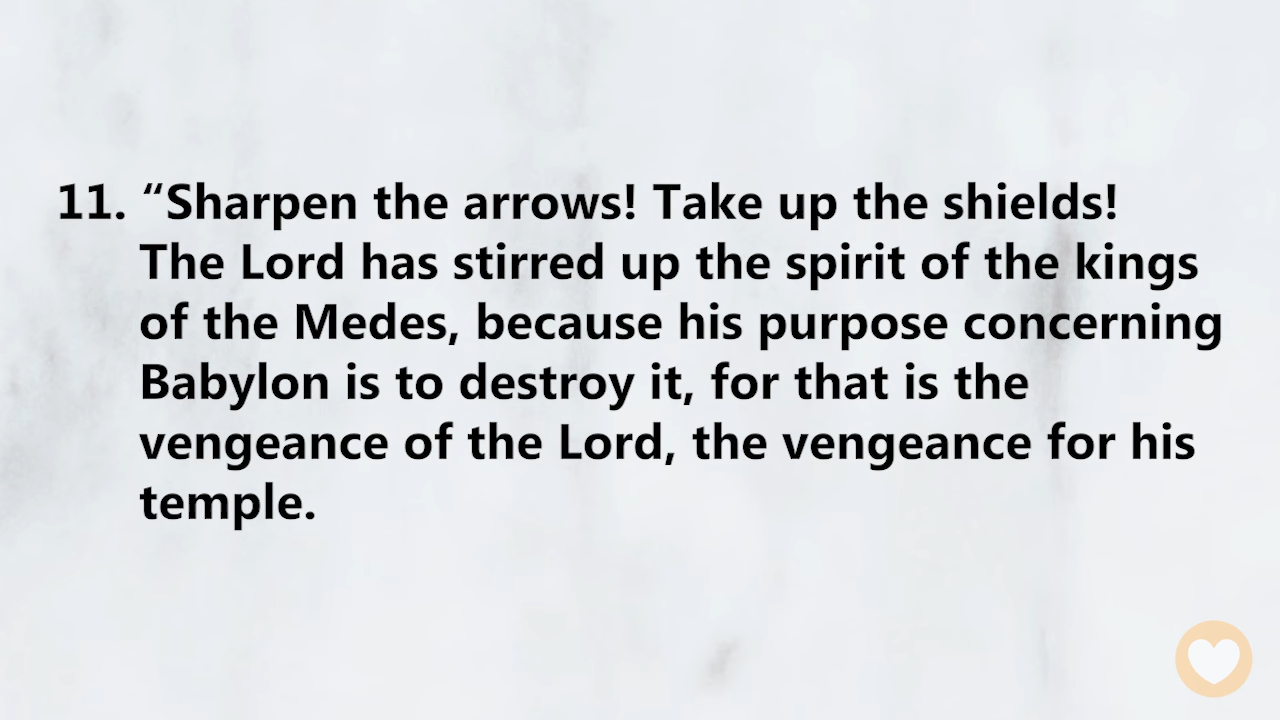 11. “Sharpen the arrows! Take up the shields!
The Lord has stirred up the spirit of the kings
of the Medes, because his purpose concerning
Babylon is to destroy it, for that is the
vengeance of the Lord, the vengeance for his
temple.